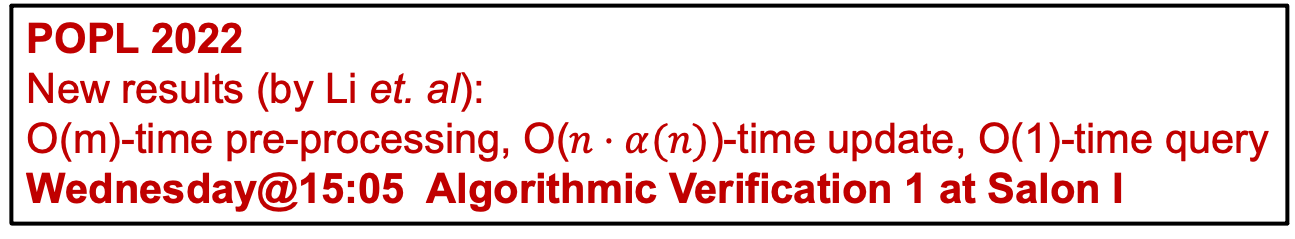 POPL 2022
New results (by Li et. al):
O(m)-time pre-processing, O(𝑛 · 𝛼(𝑛))-time update, O(1)-time query
Wednesday@15:05 Algorithmic Verification 1 at Salon I